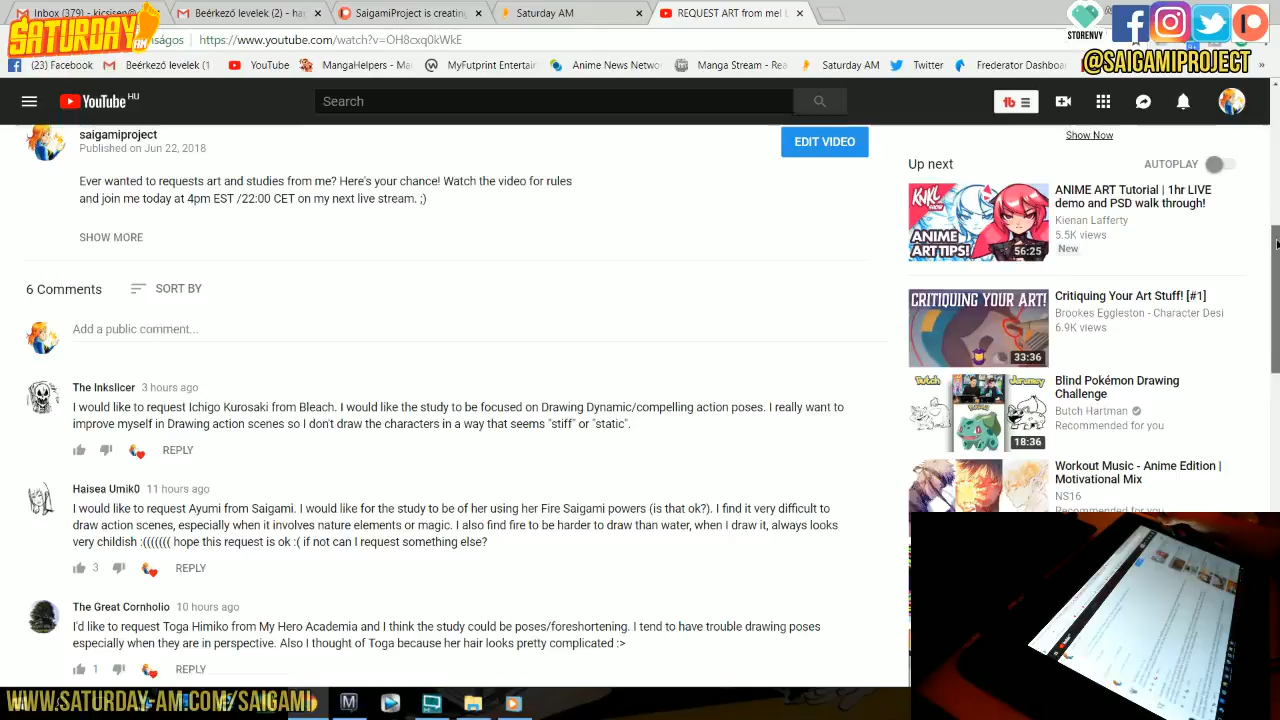 Inbox (379) - kicsisen@
Beérkező levelek (2) - har
SaigamiProject is creating
Saturday AM
REQUEST ART from me! L
SATURDAY AM
ságos
https://www.youtube.com/watch?v=OH8cxq0kWkE
STORENVY
(23) Facebook
Beérkező levelek (1)
YouTube
MangaHelpers - Ma
MyFu
Anime News Netwo
Manga Stream - Rea
Saturday AM
Twitter
Frederator Dashboard
@SAIGAMIPROJECT
YouTube HU
Search
saigamiproject
Published on Jun 22, 2018
EDIT VIDEO
Ever wanted to requests art and studies from me? Here's your chance! Watch the video for rules
and join me today at 4pm EST /22:00 CET on my next live stream. ;)
SHOW MORE
6 Comments
SORT BY
Add a public comment...
The Inkslicer 3 hours ago
I would like to request Ichigo Kurosaki from Bleach. I would like the study to be focused on Drawing Dynamic/compelling action poses. I really want to
improve myself in Drawing action scenes so I don't draw the characters in a way that seems "stiff" or "static".
REPLY
Haisea Umik0 11 hours ago
I would like to request Ayumi from Saigami. I would like for the study to be of her using her Fire Saigami powers (is that ok?). I find it very difficult to
draw action scenes, especially when it involves nature elements or magic. I also find fire to be harder to draw than water, when I draw it, always looks
very childish :((((((( hope this request is ok :( if not can I request something else?
3 REPLY
The Great Cornholio 10 hours ago
I'd like to request Toga Himiko from My Hero Academia and I think the study could be poses/foreshortening. I tend to have trouble drawing poses
especially when they are in perspective. Also I thought of Toga because her hair looks pretty complicated :>
1 REPLY
Show Now
Up next
AUTOPLAY
KNKL SHOW
ANIME ART TIPS!
56:25
ANIME ART Tutorial | 1hr LIVE
demo and PSD walk through!
Kienan Lafferty
5.5K views
New
CRITIQUING YOUR ART!
33:36
Critiquing Your Art Stuff! [#1]
Brookes Eggleston - Character Desi
6.9K views
Butch
Jeremy
18:36
Blind Pokémon Drawing
Challenge
Butch Hartman
Recommended for you
Workout Music - Anime Edition |
Motivational Mix
NS16
Recommended for you
WWW.SATURDAY-AM.COM/SAIGAMI